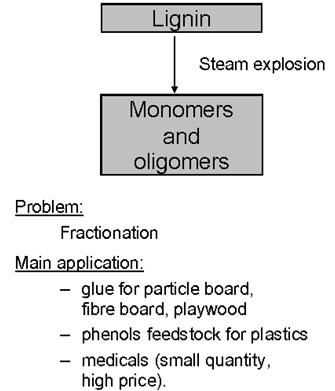 Lignin
Steam explosion
Monomers
and
oligomers
Problem:
Fractionation
Main application:
– glue for particle board,
fibre board, playwood
– phenols feedstock for plastics
– medicals (small quantity,
high price).